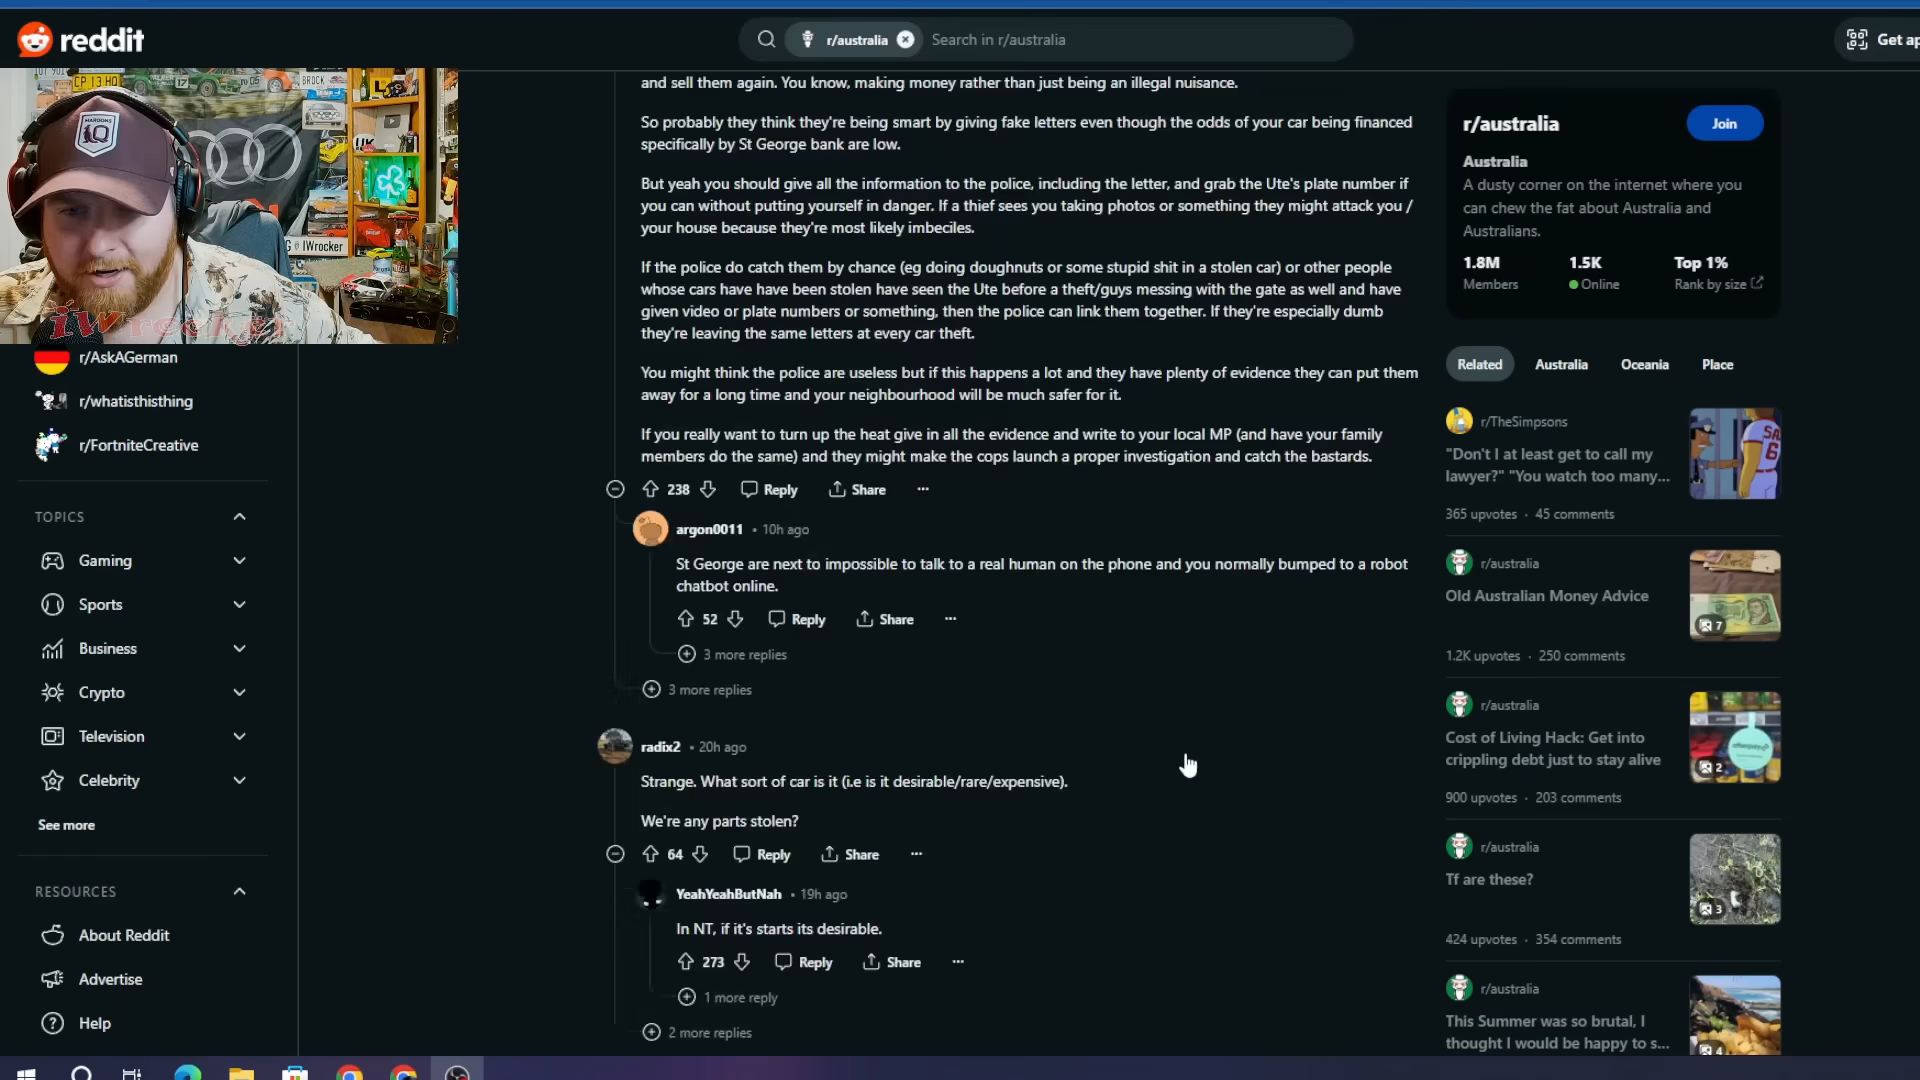 reddit
r/australia
Search in r/australia
Get ap
CP 13 HO
BROCK
MAROONS
Q
G @ IWrocker
iWrocker
and sell them again. You know, making money rather than just being an illegal nuisance.
So probably they think they're being smart by giving fake letters even though the odds of your car being financed
specifically by St George bank are low.
But yeah you should give all the information to the police, including the letter, and grab the Ute's plate number if
you can without putting yourself in danger. If a thief sees you taking photos or something they might attack you /
your house because they're most likely imbeciles.
If the police do catch them by chance (eg doing doughnuts or some stupid shit in a stolen car) or other people
whose cars have have been stolen have seen the Ute before a theft/guys messing with the gate as well and have
given video or plate numbers or something, then the police can link them together. If they're especially dumb
they're leaving the same letters at every car theft.
You might think the police are useless but if this happens a lot and they have plenty of evidence they can put them
away for a long time and your neighbourhood will be much safer for it.
If you really want to turn up the heat give in all the evidence and write to your local MP (and have your family
members do the same) and they might make the cops launch a proper investigation and catch the bastards.
238 Reply Share ...
argon0011 • 10h ago
St George are next to impossible to talk to a real human on the phone and you normally bumped to a robot
chatbot online.
52 Reply Share ...
3 more replies
3 more replies
radix2 • 20h ago
Strange. What sort of car is it (i.e is it desirable/rare/expensive).
We're any parts stolen?
64 Reply Share ...
YeahYeahButNah • 19h ago
In NT, if it's starts its desirable.
273 Reply Share ...
1 more reply
2 more replies
r/AskAGerman
r/whatisthisthing
r/FortniteCreative
TOPICS
Gaming
Sports
Business
Crypto
Television
Celebrity
See more
RESOURCES
About Reddit
Advertise
Help
r/australia
Join
Australia
A dusty corner on the internet where you
can chew the fat about Australia and
Australians.
1.8M 1.5K Top 1%
Members Online Rank by size
Related Australia Oceania Place
r/TheSimpsons
"Don't I at least get to call my
lawyer?" "You watch too many...
365 upvotes · 45 comments
r/australia
Old Australian Money Advice
7
1.2K upvotes · 250 comments
r/australia
Cost of Living Hack: Get into
crippling debt just to stay alive
2
900 upvotes · 203 comments
r/australia
Tf are these?
3
424 upvotes · 354 comments
r/australia
This Summer was so brutal, I
thought I would be happy to s...
4